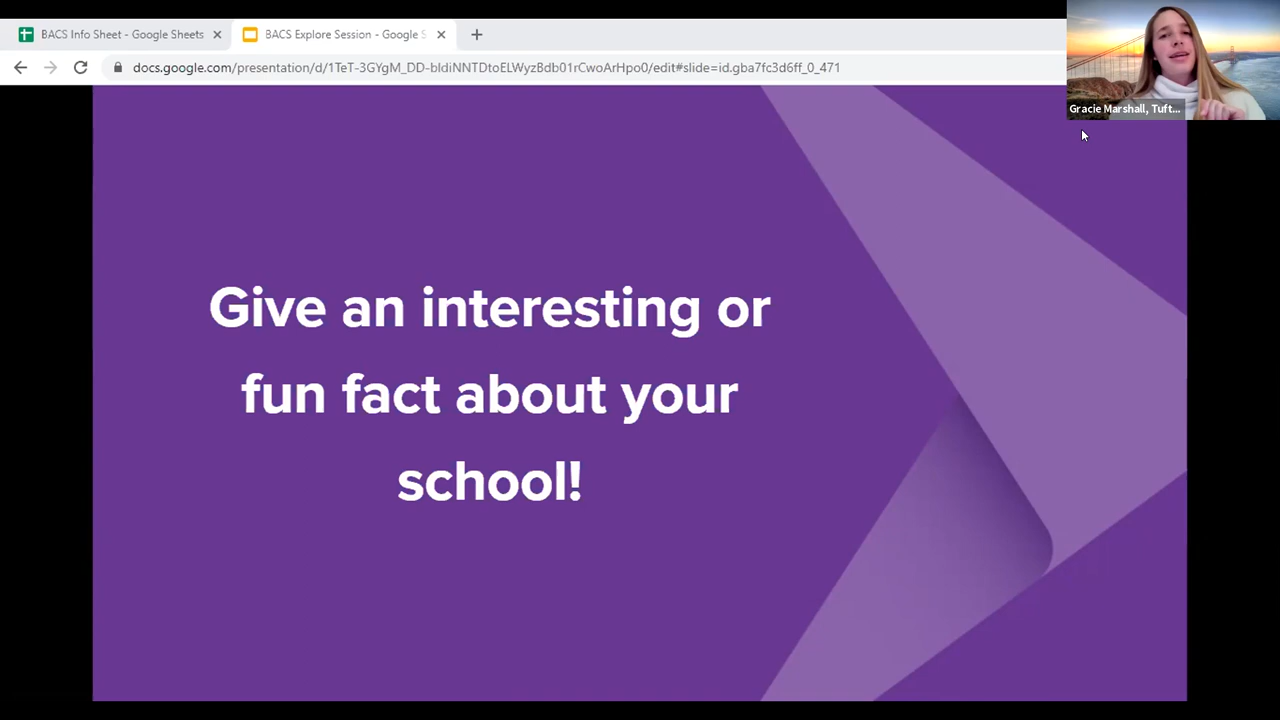 BACS Info Sheet - Google Sheets
BACS Explore Session - Google S
docs.google.com/presentation/d/1TeT-3GYgM_DD-bldiNNTHtoELWyzBdb01rCwoArHpo0/edit#slide=id.gba7fc3d6ff_0_471
Gracie Marshall, Tuft...
Give an interesting or
fun fact about your
school!